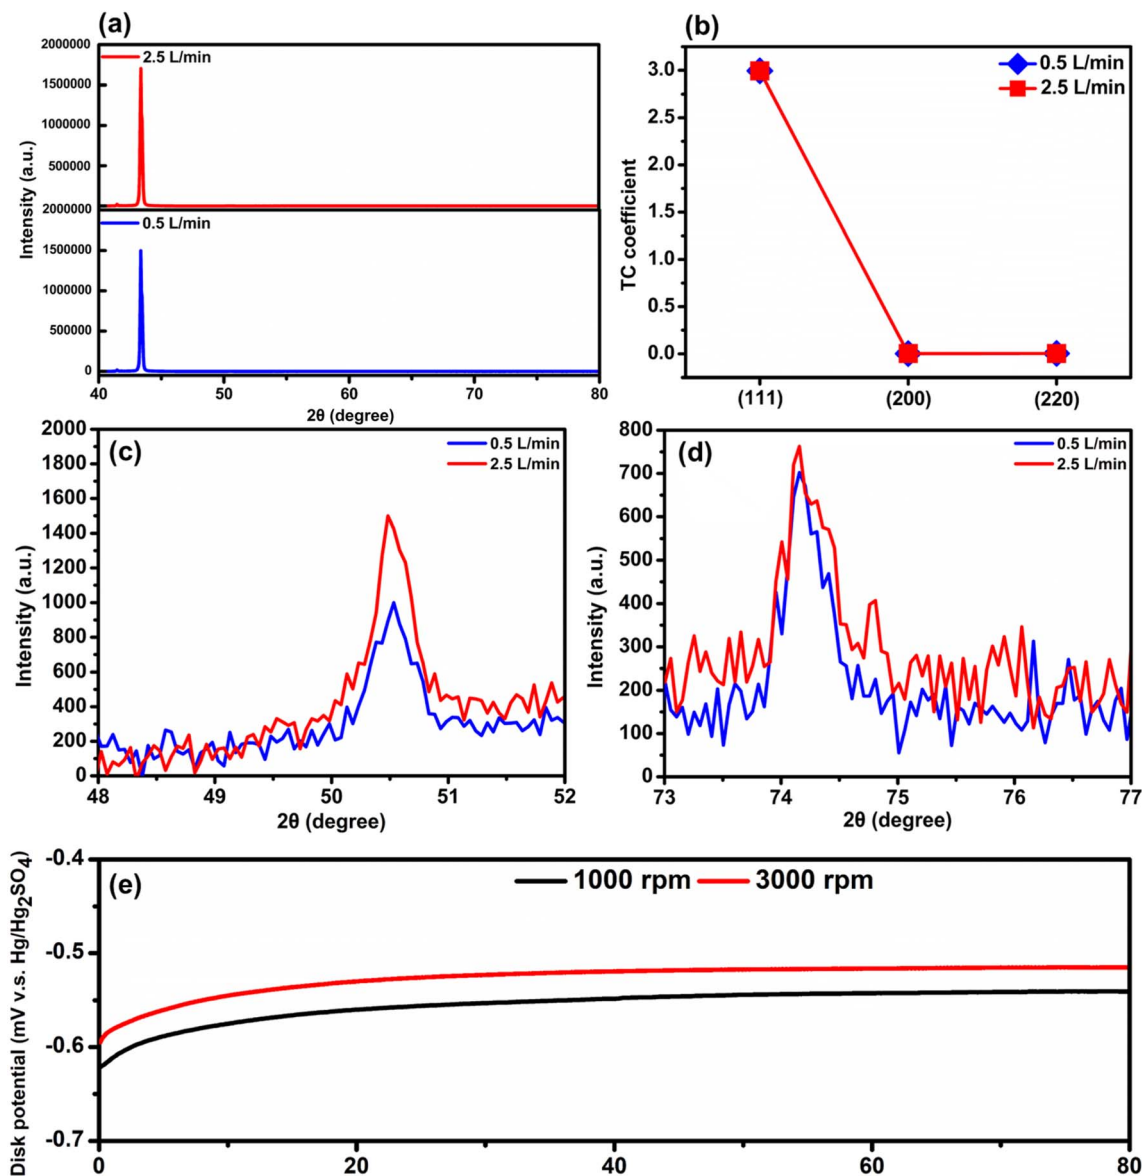 (a)
2.5 L/min
2000000
1500000
1000000
500000
2000000
0.5 L/min
1500000
1000000
500000
0
Intensity (a.u.)
40 50 60 70 80
2θ (degree)
(b)
0.5 L/min
2.5 L/min
3.0
2.5
2.0
1.5
1.0
0.5
0.0
TC coefficient
(111) (200) (220)
(c)
0.5 L/min
2.5 L/min
2000
1800
1600
1400
1200
1000
800
600
400
200
0
Intensity (a.u.)
48 49 50 51 52
2θ (degree)
(d)
0.5 L/min
2.5 L/min
800
700
600
500
400
300
200
100
0
Intensity (a.u.)
73 74 75 76 77
2θ (degree)
(e)
1000 rpm 3000 rpm
-0.4
-0.5
-0.6
-0.7
Disk potential (mV v.s. Hg/Hg2SO4)
0 20 40 60 80